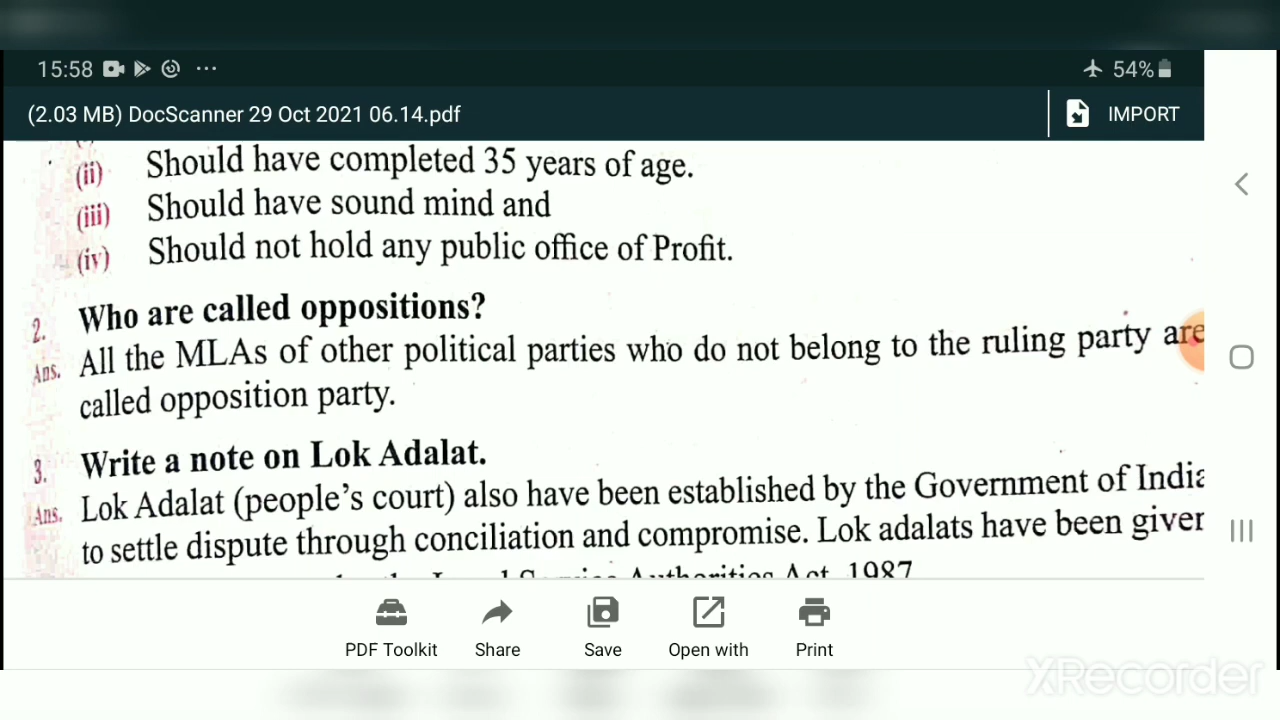 15:58 ... 54%
(2.03 MB) DocScanner 29 Oct 2021 06.14.pdf IMPORT
(ii) Should have completed 35 years of age.
(iii) Should have sound mind and
(iv) Should not hold any public office of Profit.
2. Who are called oppositions?
Ans. All the MLAs of other political parties who do not belong to the ruling party are
called opposition party.
3. Write a note on Lok Adalat.
Ans. Lok Adalat (people's court) also have been established by the Government of India
to settle dispute through conciliation and compromise. Lok adalats have been given
Authorities Act, 1987
PDF Toolkit Share Save Open with Print
XRecorder